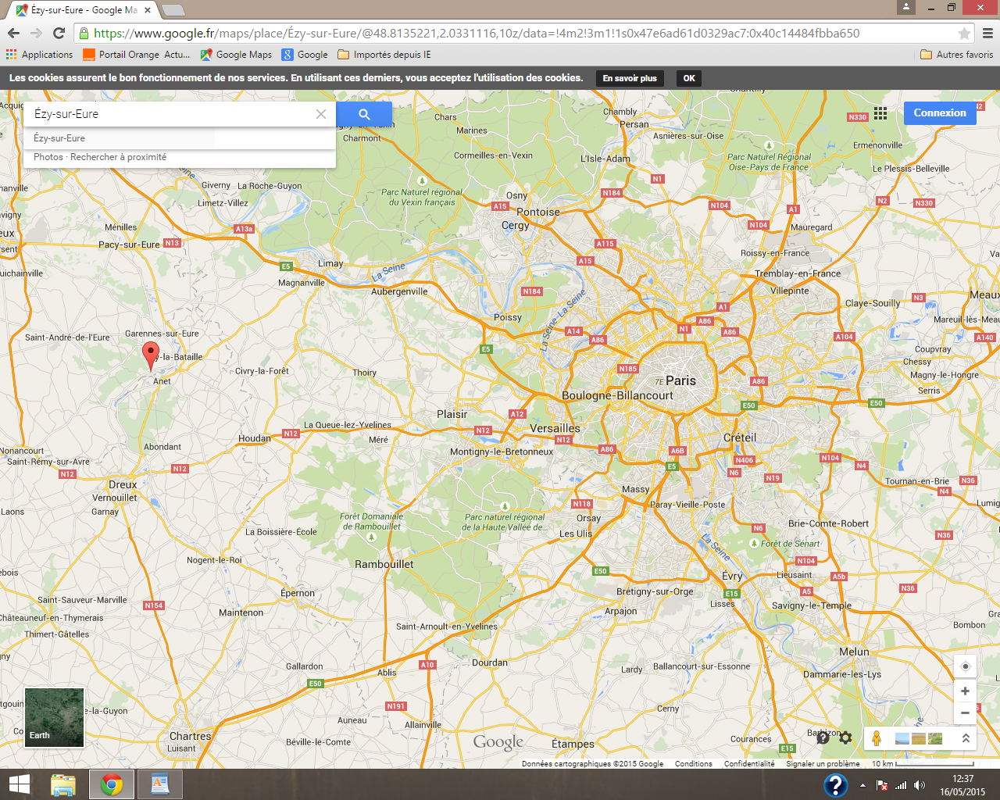 Ézy-sur-Eure - Google Ma
https://www.google.fr/maps/place/Ézy-sur-Eure/@48.8135221,2.0331116,10z/data=!4m2!3m1!1s0x47e6ad61d0329ac7:0x40c14484fbba650
Applications Portail Orange Actu... Google Maps Google Importés depuis IE Autres favoris
Les cookies assurent le bon fonctionnement de nos services. En utilisant ces derniers, vous acceptez l'utilisation des cookies. En savoir plus OK
Ézy-sur-Eure
Connexion
Ézy-sur-Eure
Photos · Rechercher à proximité
Chars
Marines
Chambly
Persan
N330
Charmont
Asnières-sur-Oise
Ermenonville
Cormeilles-en-Vexin
L'Isle-Adam
Parc Naturel Régional
Oise-Pays de France
Le Plessis-Belleville
Giverny
La Roche-Guyon
N1
Limetz-Villez
Parc Naturel régional
du Vexin français
Osny
N184
A15
Pontoise
N104
A1
N2
N330
Cergy
Ménilles
A13a
N104
Mauregard
Pacy-sur-Eure
N13
A115
Roissy-en-France
Limay
E5
La Seine
A15
Magnanville
Tremblay-en-France
Aubergenville
N184
Villepinte
N3
Meaux
Claye-Souilly
La Seine
La Seine
Poissy
A1
Mareuil-lès-Meau
A86
Saint-André-de-l'Eure
Garennes-sur-Eure
A14
A86
N1
A86
A104
A140
E5
Coupvray
y-la-Bataille
Chessy
Civry-la-Forêt
Thoiry
N185
Magny-le-Hongre
Anet
7E
Paris
A86
Serris
Boulogne-Billancourt
E50
E50
Plaisir
A12
La Queue-lez-Yvelines
N12
Versailles
Houdan
N12
Méré
N12
Créteil
Abondant
Montigny-le-Bretonneux
A86
A6B
Nonancourt
N104
Saint-Rémy-sur-Avre
N406
N4
E5
N12
N12
N6
N19
N36
Dreux
Tournan-en-Brie
Massy
N4
Vernouillet
N118
Paray-Vieille-Poste
Laons
Garnay
Forêt Domaniale
de Rambouillet
Parc naturel régional
de la Haute Vallée de...
Orsay
Brie-Comte-Robert
Lumig
La Boissière-École
Les Ulis
N6
N36
La Seine
Forêt de Sénart
Nogent-le-Roi
Rambouillet
N104
E50
Évry
Lieusaint
A5b
Épernon
Brétigny-sur-Orge
A5
N36
Saint-Sauveur-Marville
N154
E15
Lisses
Savigny-le-Temple
Maintenon
Arpajon
Châteauneuf-en-Thymerais
Saint-Arnoult-en-Yvelines
Bombon
Thimert-Gâtelles
Melun
Dourdan
Gallardon
A10
Ablis
Lardy
Ballancourt-sur-Essonne
Dammarie-les-Lys
E50
N191
Cerny
e-la-Guyon
Auneau
Allainville
Earth
Chartres
Béville-le-Comte
Google
Étampes
Courances
Luisant
E15
Données cartographiques ©2015 Google Conditions Confidentialité Signaler un problème 10 km
12:37
16/05/2015